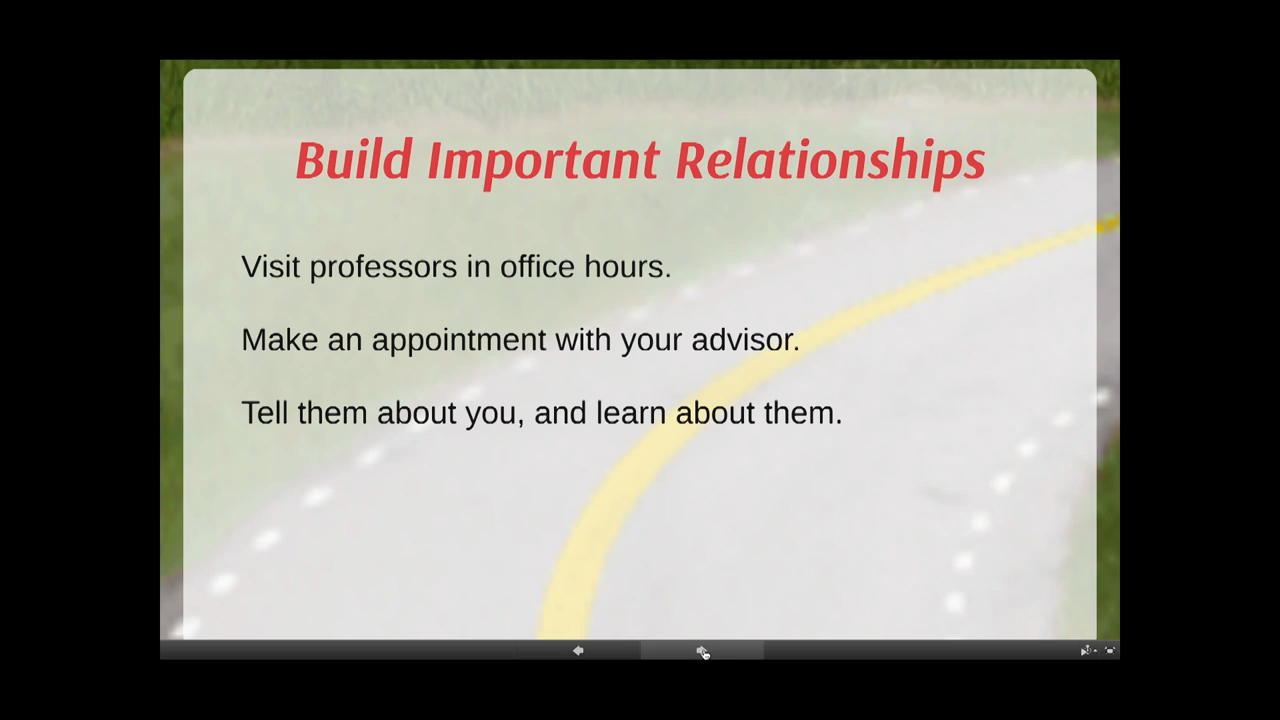 Build Important Relationships
Visit professors in office hours.
Make an appointment with your advisor.
Tell them about you, and learn about them.